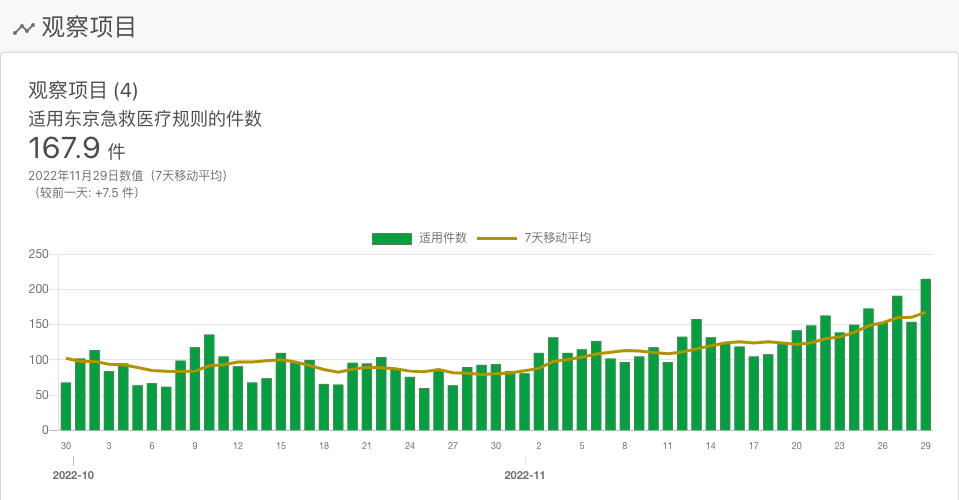 观察项目
观察项目 (4)
适用东京急救医疗规则的件数
167.9 件
2022年11月29日数值（7天移动平均）
（较前一天: +7.5 件）
适用件数 7天移动平均
250
200
150
100
50
0
30 3 6 9 12 15 18 21 24 27 30 2 5 8 11 14 17 20 23 26 29
2022-10 2022-11